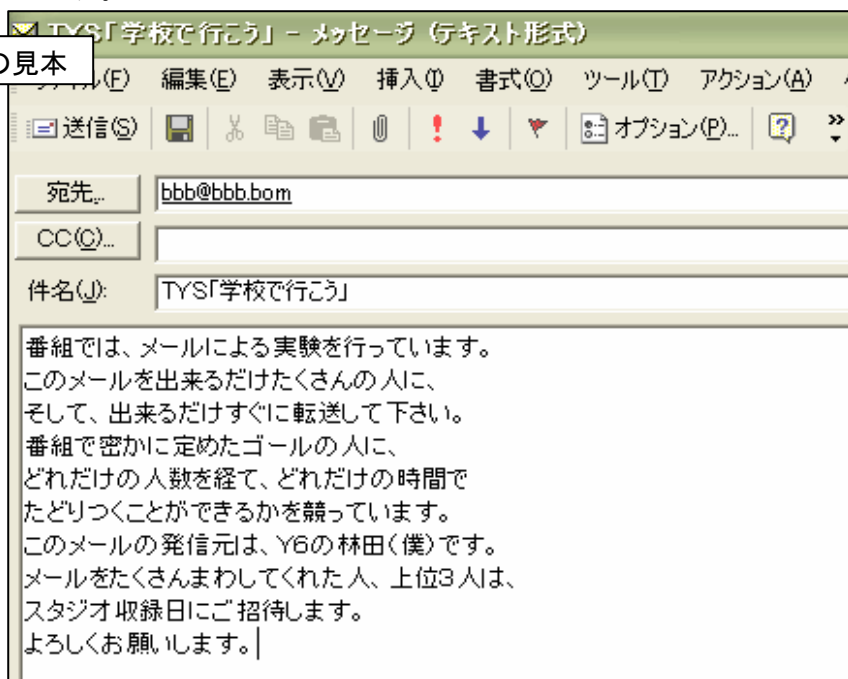 TYS「学校で行こう」 - メッセージ (テキスト形式)
の見本
編集(E) 表示(V) 挿入(I) 書式(O) ツール(T) アクション(A)
送信(S) オプション(P)...
宛先... bbb@bbb.bom
CC(C)...
件名(J): TYS「学校で行こう」
番組では、メールによる実験を行っています。
このメールを出来るだけたくさんの人に、
そして、出来るだけすぐに転送して下さい。
番組で密かに定めたゴールの人に、
どれだけの人数を経て、どれだけの時間で
たどりつくことができるかを競っています。
このメールの発信元は、Y6の林田(僕)です。
メールをたくさんまわしてくれた人、上位3人は、
スタジオ収録日にご招待します。
よろしくお願いします。